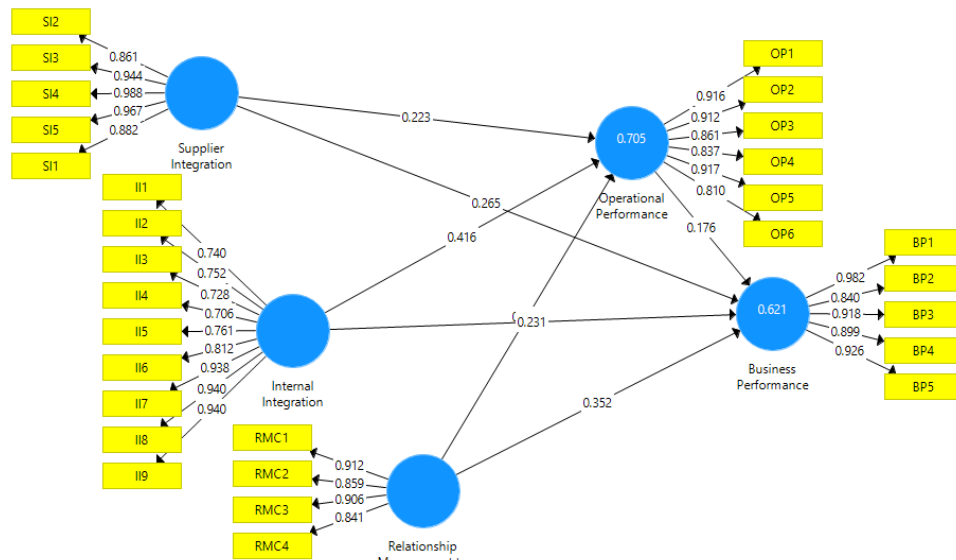 SI2
SI3
SI4
SI5
SI1
0.861
0.944
0.988
0.967
0.882
Supplier
Integration
0.223
0.265
II1
II2
II3
II4
II5
II6
II7
II8
II9
0.740
0.752
0.728
0.706
0.761
0.812
0.938
0.940
0.940
Internal
Integration
0.416
0.231
RMC1
RMC2
RMC3
RMC4
0.912
0.859
0.906
0.841
Relationship
0.352
0.705
Operational
Performance
0.916
0.912
0.861
0.837
0.917
0.810
OP1
OP2
OP3
OP4
OP5
OP6
0.176
0.621
Business
Performance
0.982
0.840
0.918
0.899
0.926
BP1
BP2
BP3
BP4
BP5